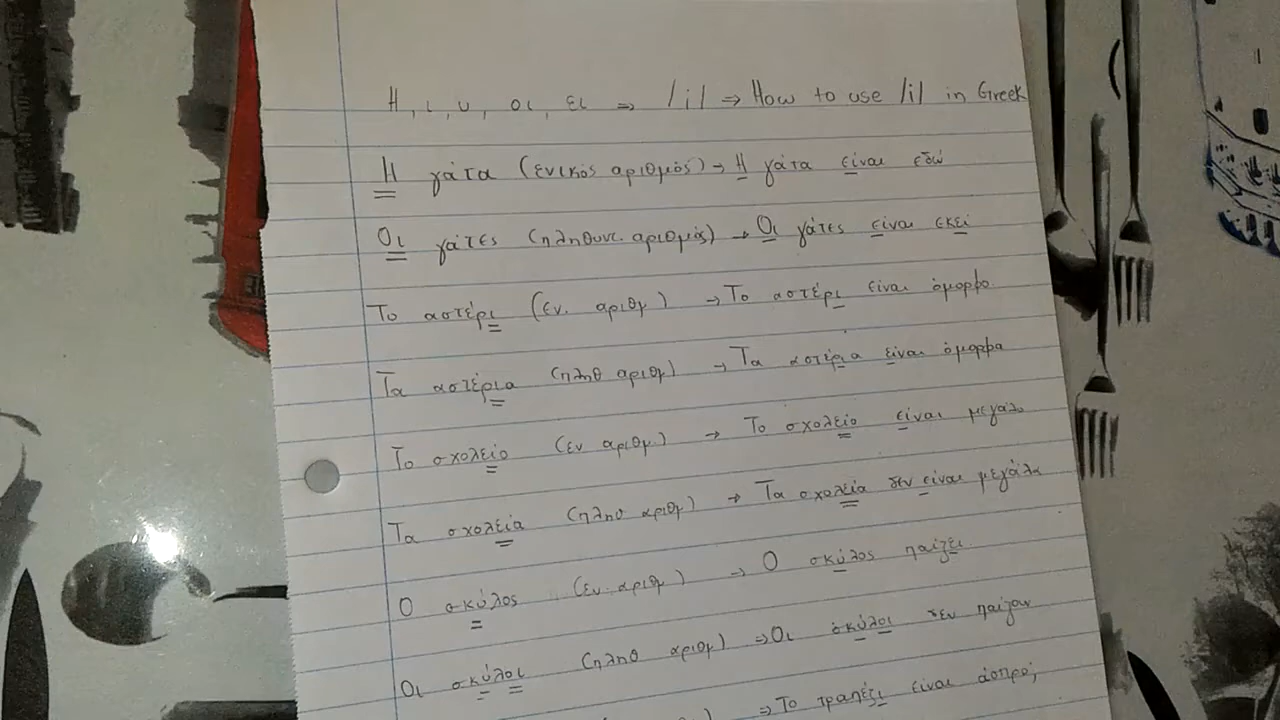 Η, ι, υ, οι, ει ⇒ /i/ ⇒ How to use /i/ in Greek
Η γάτα (ενικός αριθμός) → Η γάτα είναι εδώ
Οι γάτες (πληθυντ. αριθμός) → Οι γάτες είναι εκεί
Το αστέρι (εν. αριθμ) → Το αστέρι είναι όμορφο.
Τα αστέρια (πληθ αριθμ) → Τα αστέρια είναι όμορφα
Το σχολείο (εν αριθμ.) → Το σχολείο είναι μεγάλο
Τα σχολεία (πληθ αριθμ) → Τα σχολεία δεν είναι μεγάλα
Ο σκύλος (εν. αριθμ) → Ο σκύλος παίζει.
Οι σκύλοι (πληθ αριθμ) ⇒ Οι σκύλοι δεν παίζουν
⇒ Το τραπέζι είναι άσπρο;